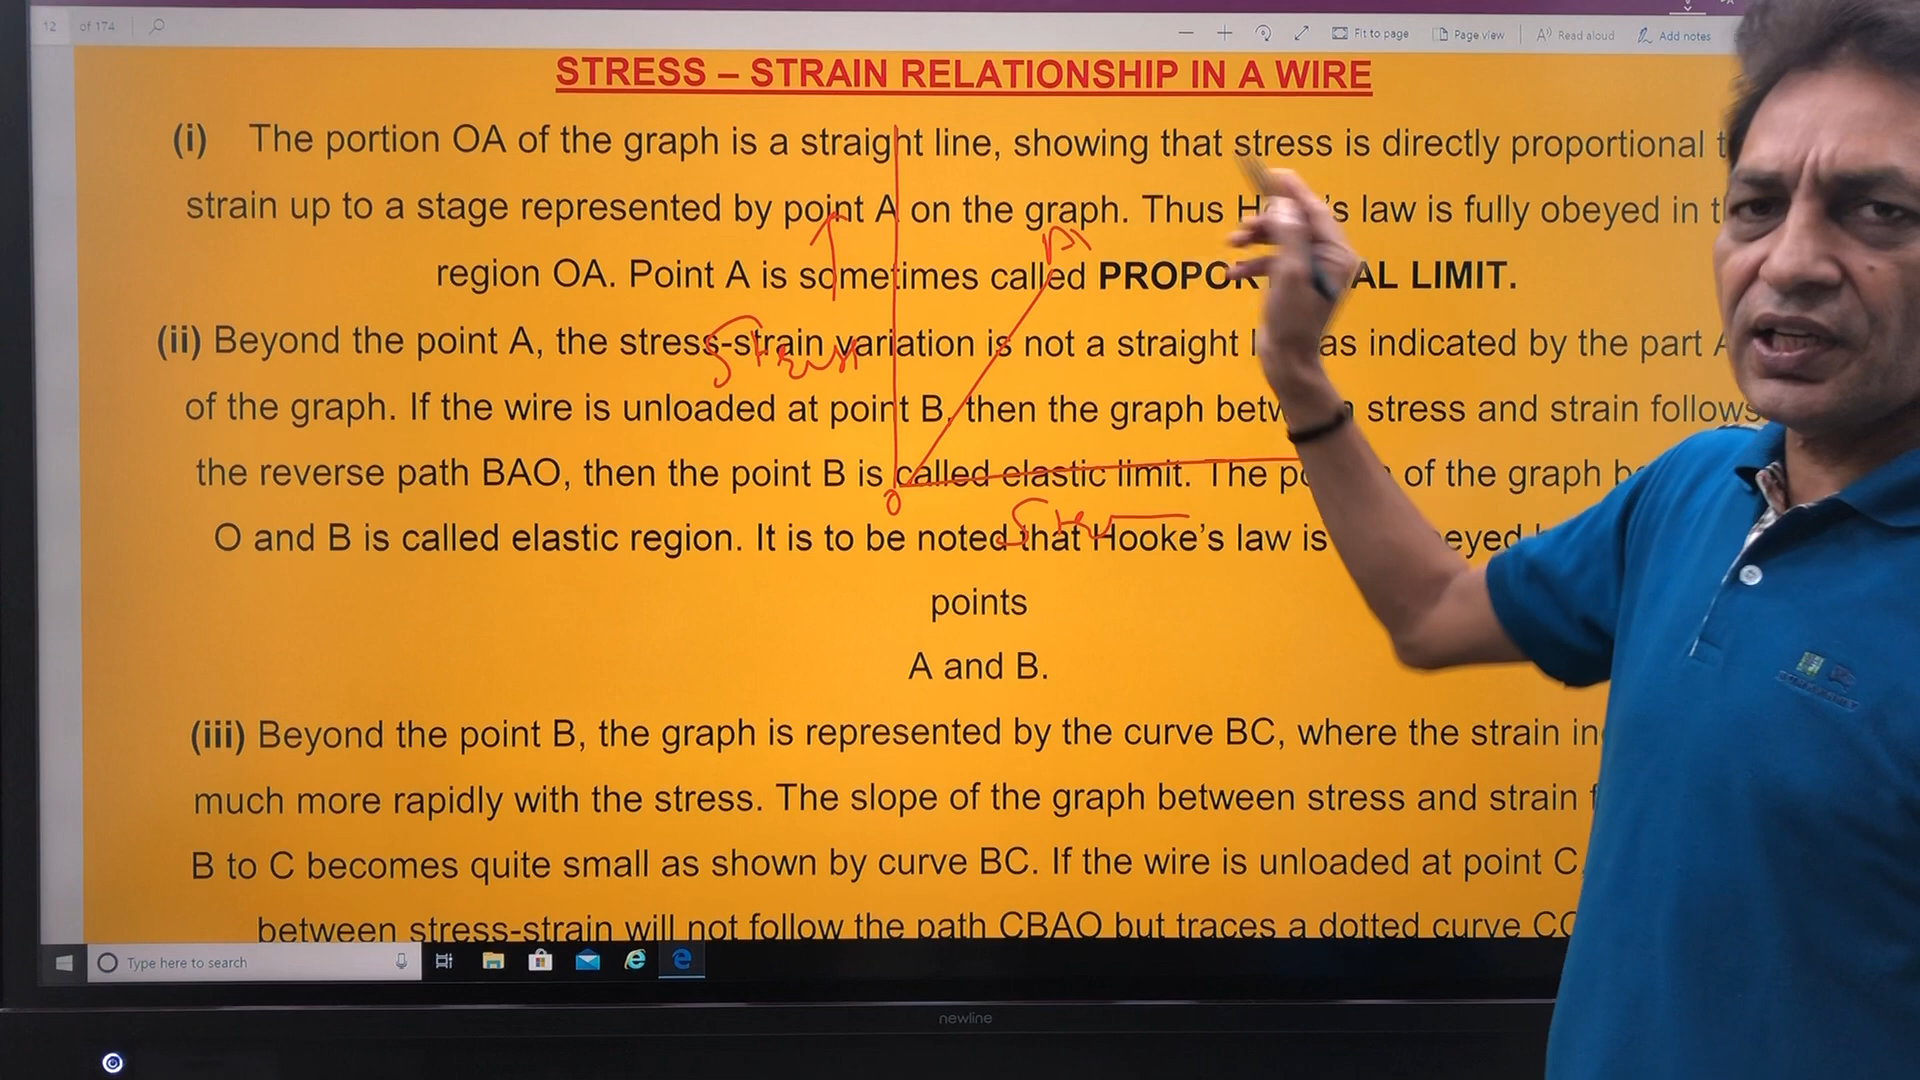 12 of 174
Fit to page Page view Read aloud Add notes
STRESS – STRAIN RELATIONSHIP IN A WIRE
(i) The portion OA of the graph is a straight line, showing that stress is directly proportional
strain up to a stage represented by point A on the graph. Thus law is fully obeyed in
region OA. Point A is sometimes called LIMIT.
(ii) Beyond the point A, the stress-strain variation is not a straight as indicated by the part
of the graph. If the wire is unloaded at point B, then the graph stress and strain follows
the reverse path BAO, then the point B is called elastic limit. The of the graph
O and B is called elastic region. It is to be noted that Hooke's law is
points
A and B.
(iii) Beyond the point B, the graph is represented by the curve BC, where the strain
much more rapidly with the stress. The slope of the graph between stress and strain
B to C becomes quite small as shown by curve BC. If the wire is unloaded at point C,
between stress-strain will not follow the path CBAO but traces a dotted curve
A
Stress
O
Type here to search
newline